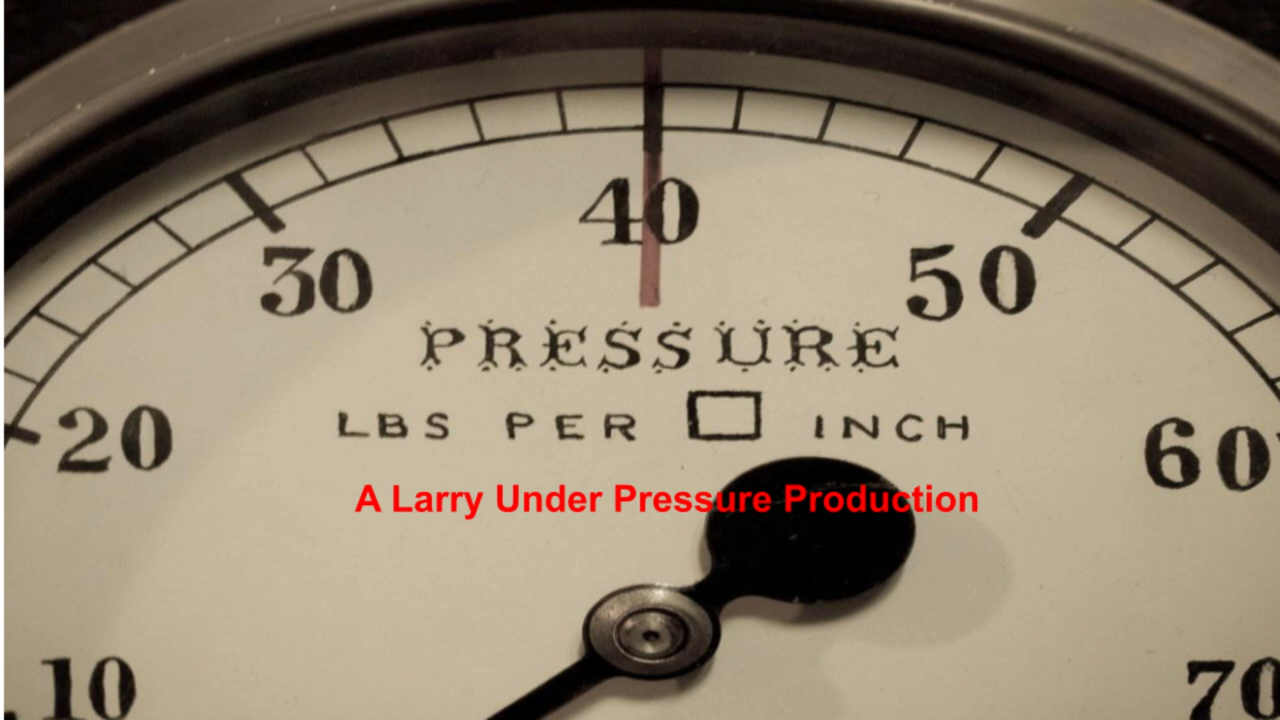 40
30 50
PRESSURE
LBS PER □ INCH
20 60
A Larry Under Pressure Production
10 70